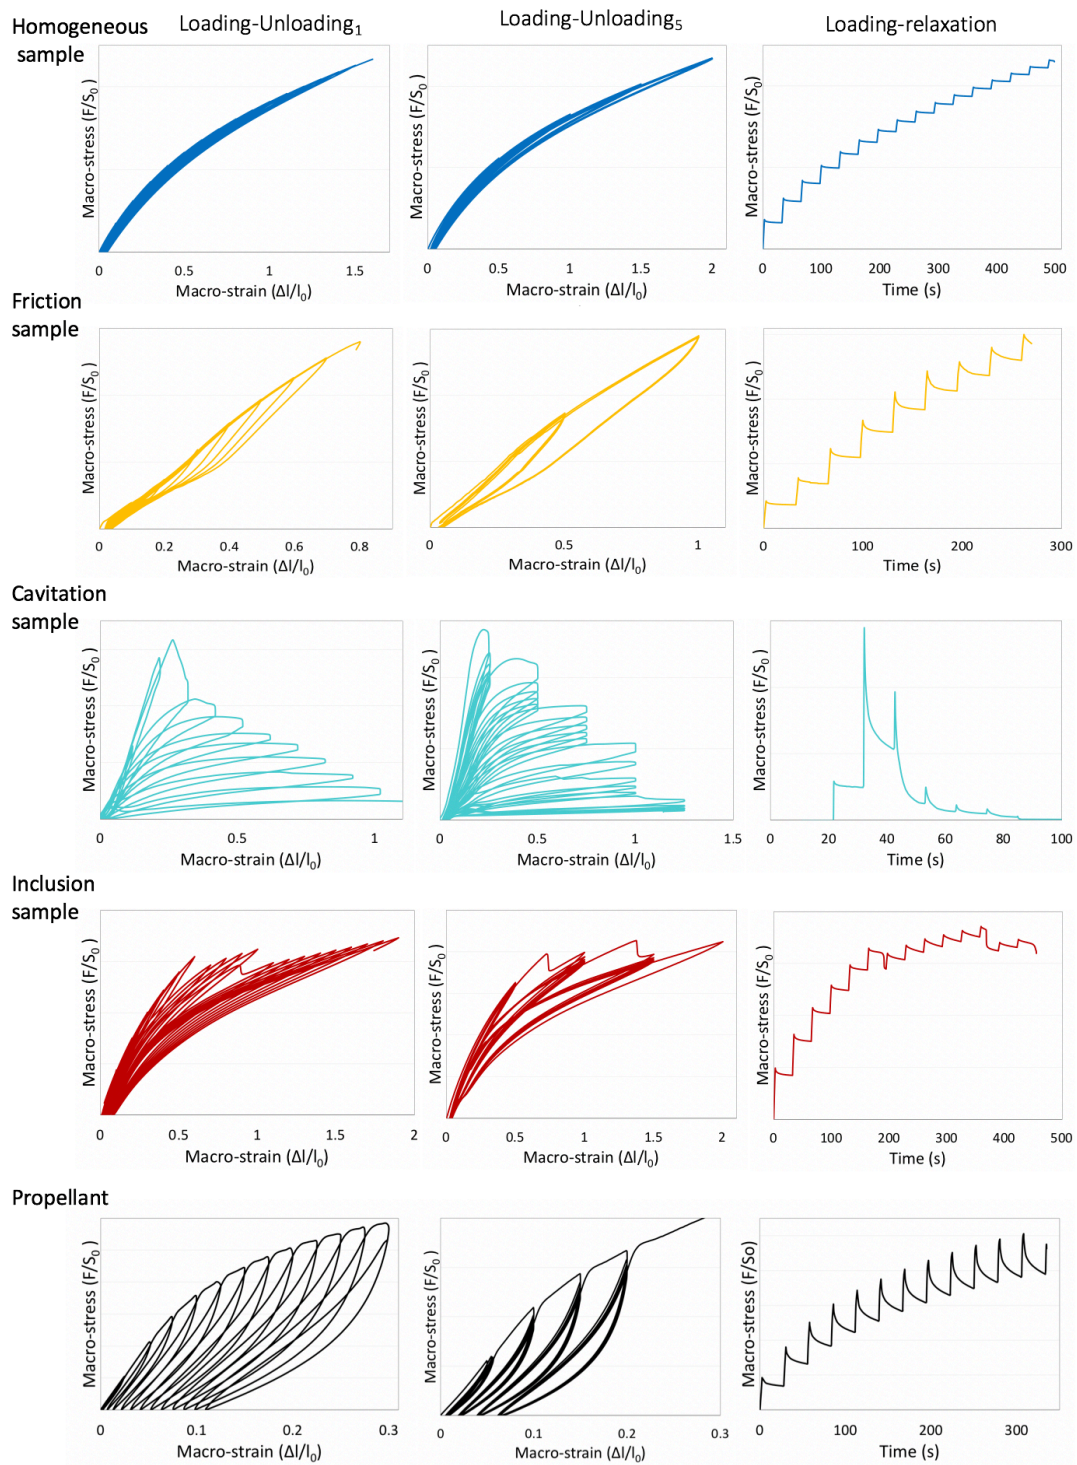 Homogeneous
sample
Loading-Unloading₁
Loading-Unloading₅
Loading-relaxation
Macro-stress (F/S₀ )
0 0.5 1 1.5
Macro-strain (Δl/l₀)
Macro-stress (F/S₀ )
0 0.5 1 1.5 2
Macro-strain (Δl/l₀)
Macro-stress (F/S₀)
0 100 200 300 400 500
Time (s)
Friction
sample
Macro-stress (F/S₀ )
0 0.2 0.4 0.6 0.8
Macro-strain (Δl/l₀)
Macro-stress (F/S₀ )
0 0.5 1
Macro-strain (Δl/l₀)
Macro-stress (F/S₀ )
0 100 200 300
Time (s)
Cavitation
sample
Macro-stress (F/S₀ )
0 0.5 1
Macro-strain (Δl/l₀)
Macro-stress (F/S₀ )
0 0.5 1 1.5
Macro-strain (Δl/l₀)
Macro-stress (F/S₀ )
0 20 40 60 80 100
Time (s)
Inclusion
sample
Macro-stress (F/S₀ )
0 0.5 1 1.5 2
Macro-strain (Δl/l₀)
Macro-stress (F/S₀ )
0 0.5 1 1.5 2
Macro-strain (Δl/l₀)
Macro-stress (F/S₀ )
0 100 200 300 400 500
Time (s)
Propellant
Macro-stress (F/S₀ )
0 0.1 0.2 0.3
Macro-strain (Δl/l₀)
Macro-stress (F/S₀ )
0 0.1 0.2 0.3
Macro-strain (Δl/l₀)
Macro-stress (F/So)
0 100 200 300
Time (s)